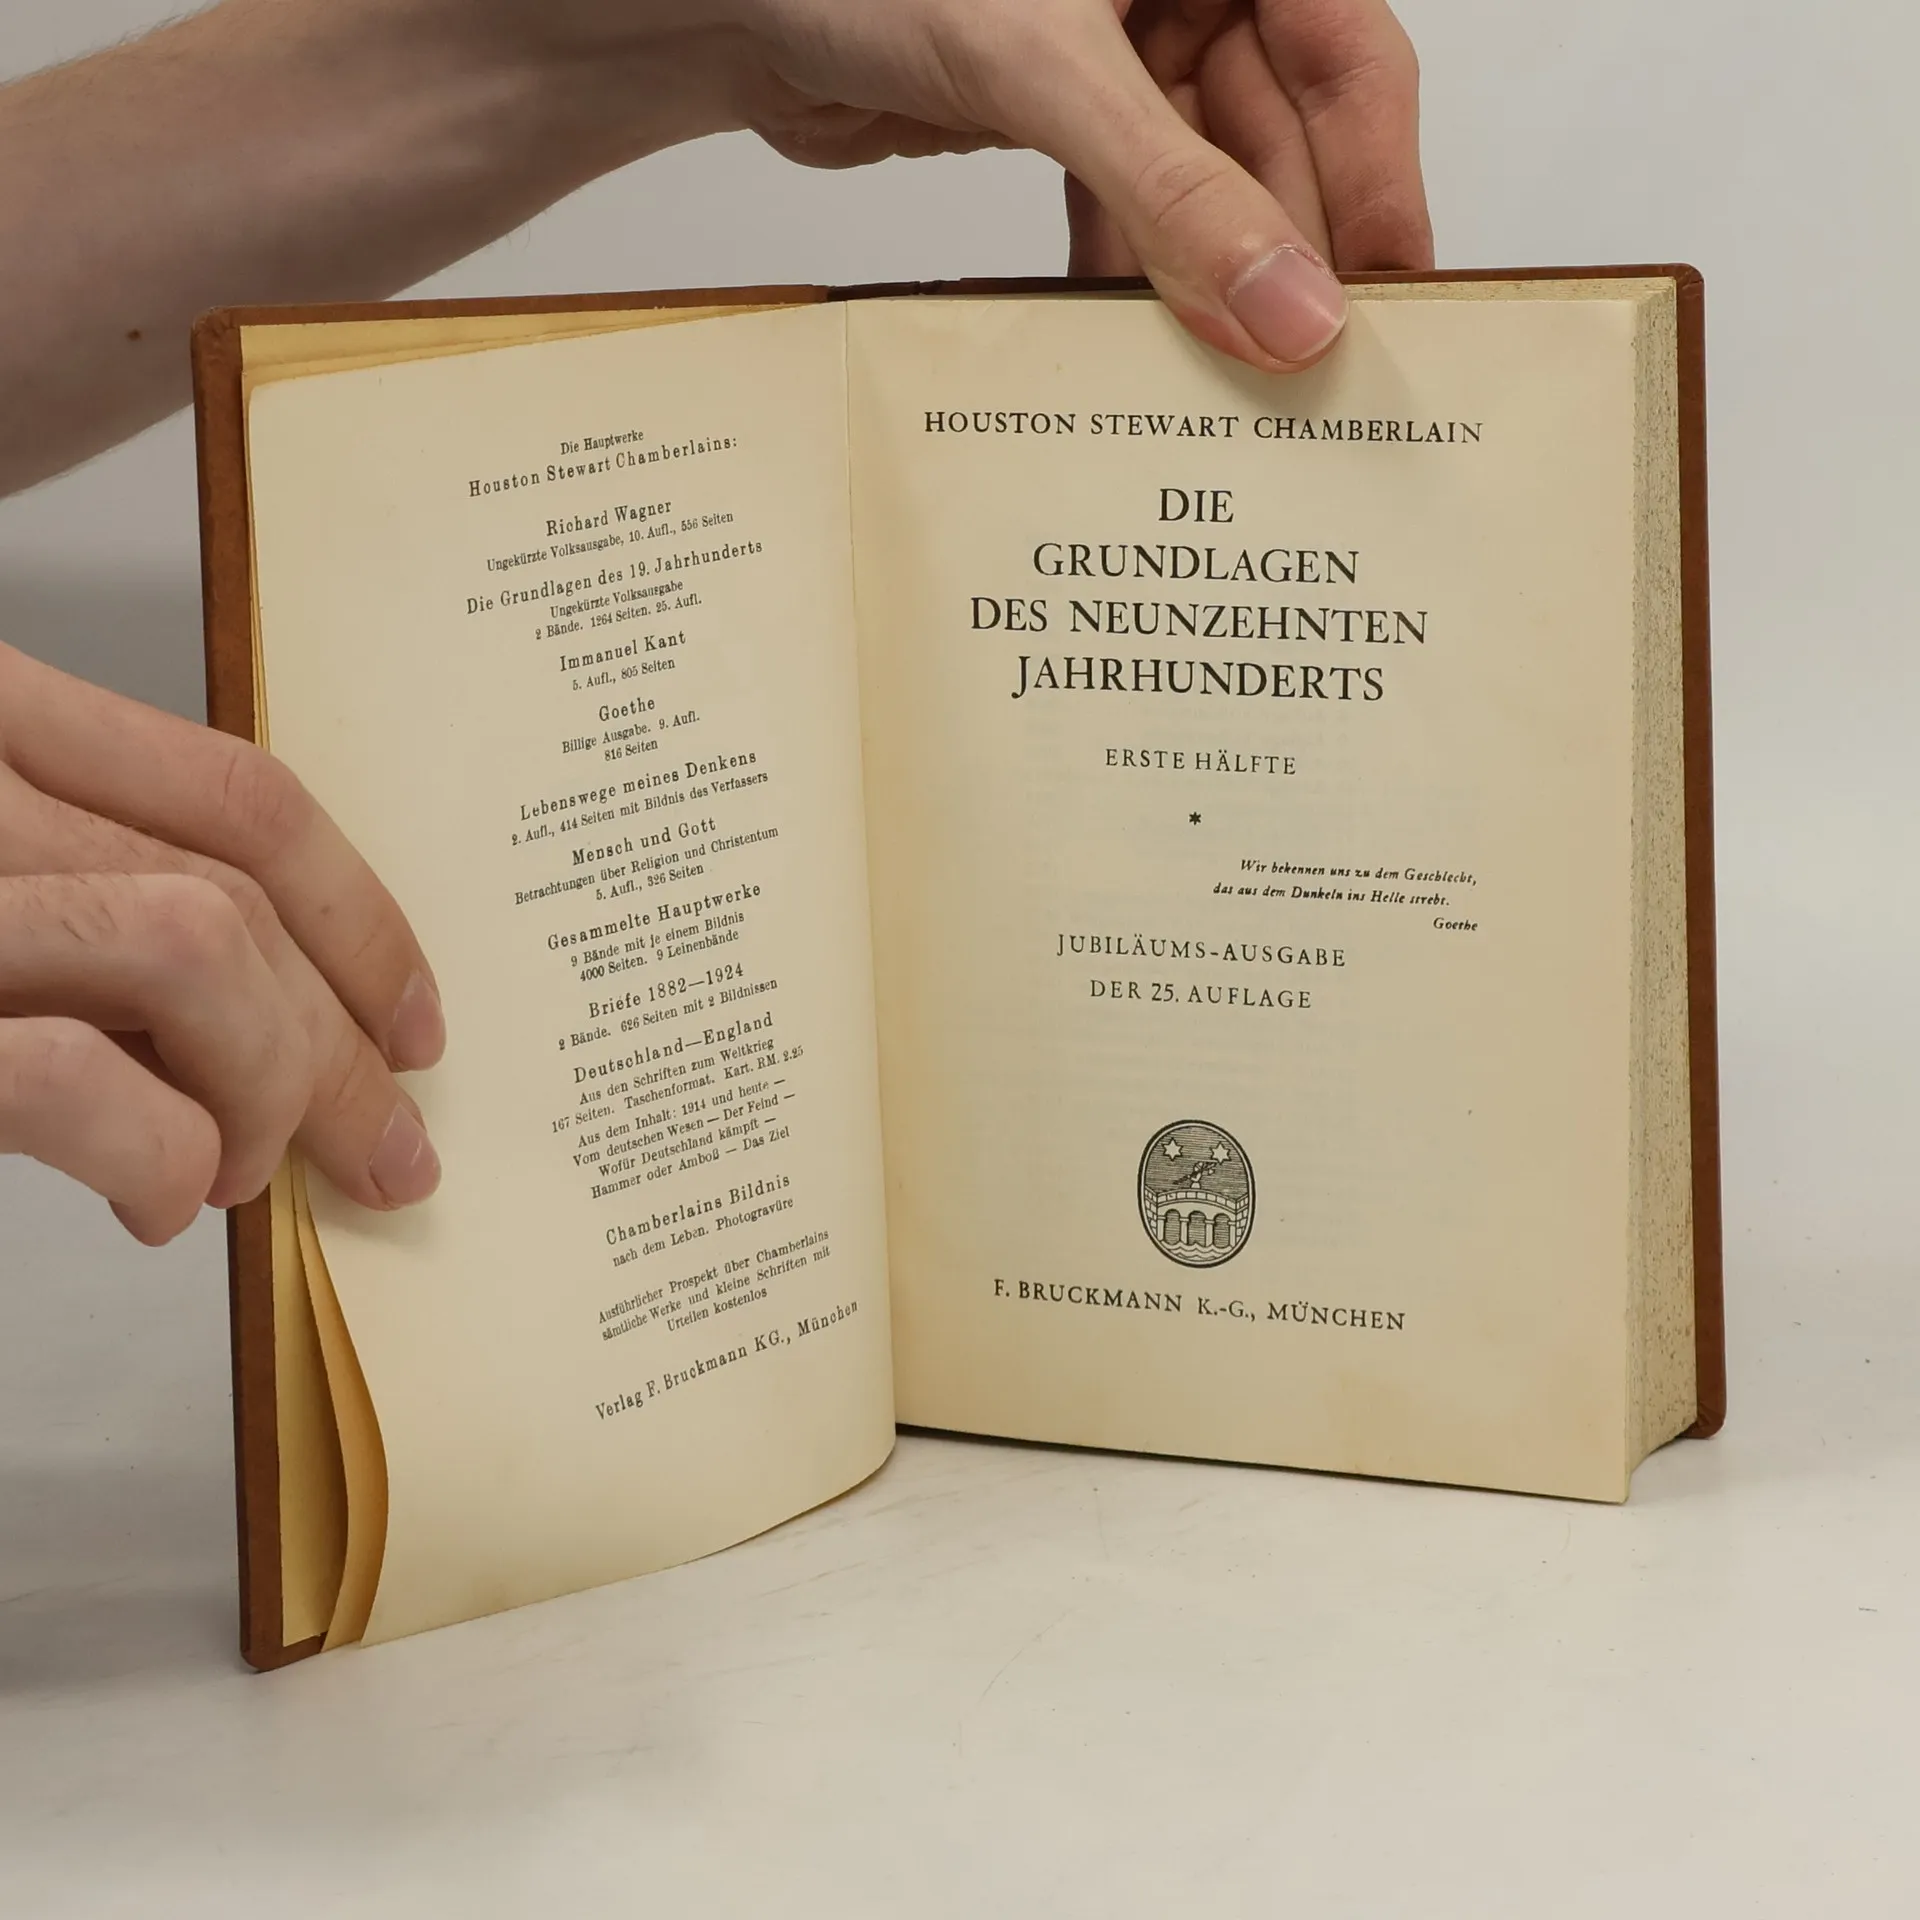 Die Hauptwerke
Houston Stewart Chamberlains:
Richard Wagner
Ungekürzte Volksausgabe, 10. Aufl., 556 Seiten
Die Grundlagen des 19. Jahrhunderts
Ungekürzte Volksausgabe
2 Bände. 1264 Seiten. 25. Aufl.
Immanuel Kant
5. Aufl., 805 Seiten
Goethe
Billige Ausgabe. 9. Aufl.
816 Seiten
Lebenswege meines Denkens
2. Aufl., 414 Seiten mit Bildnis des Verfassers
Mensch und Gott
Betrachtungen über Religion und Christentum
5. Aufl., 326 Seiten
Gesammelte Hauptwerke
9 Bände mit je einem Bildnis
4000 Seiten. 9 Leinenbände
Briefe 1882—1924
2 Bände. 626 Seiten mit 2 Bildnissen
Deutschland—England
Aus den Schriften zum Weltkrieg
167 Seiten. Taschenformat. Kart. RM. 2.25
Aus dem Inhalt: 1914 und heute —
Vom deutschen Wesen — Der Feind —
Wofür Deutschland kämpft —
Hammer oder Amboß — Das Ziel
Chamberlains Bildnis
nach dem Leben. Photogravüre
Ausführlicher Prospekt über Chamberlains
sämtliche Werke und kleine Schriften mit
Urteilen kostenlos
Verlag F. Bruckmann KG., München
HOUSTON STEWART CHAMBERLAIN
DIE
GRUNDLAGEN
DES NEUNZEHNTEN
JAHRHUNDERTS
ERSTE HÄLFTE
*
Wir bekennen uns zu dem Geschlecht,
das aus dem Dunkeln ins Helle strebt.
Goethe
JUBILÄUMS-AUSGABE
DER 25. AUFLAGE
F. BRUCKMANN K.-G., MÜNCHEN